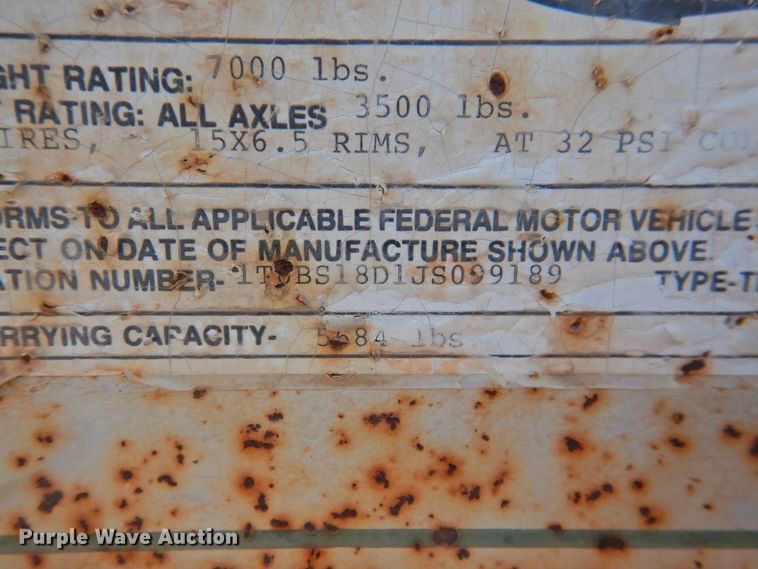 GHT RATING: 7000 lbs.
RATING: ALL AXLES 3500 lbs.
IRES, 15X6.5 RIMS, AT 32 PSI
ORMS TO ALL APPLICABLE FEDERAL MOTOR VEHICLE
ECT ON DATE OF MANUFACTURE SHOWN ABOVE.
ATION NUMBER- TYPE-T
RRYING CAPACITY- lbs
Purple Wave Auction